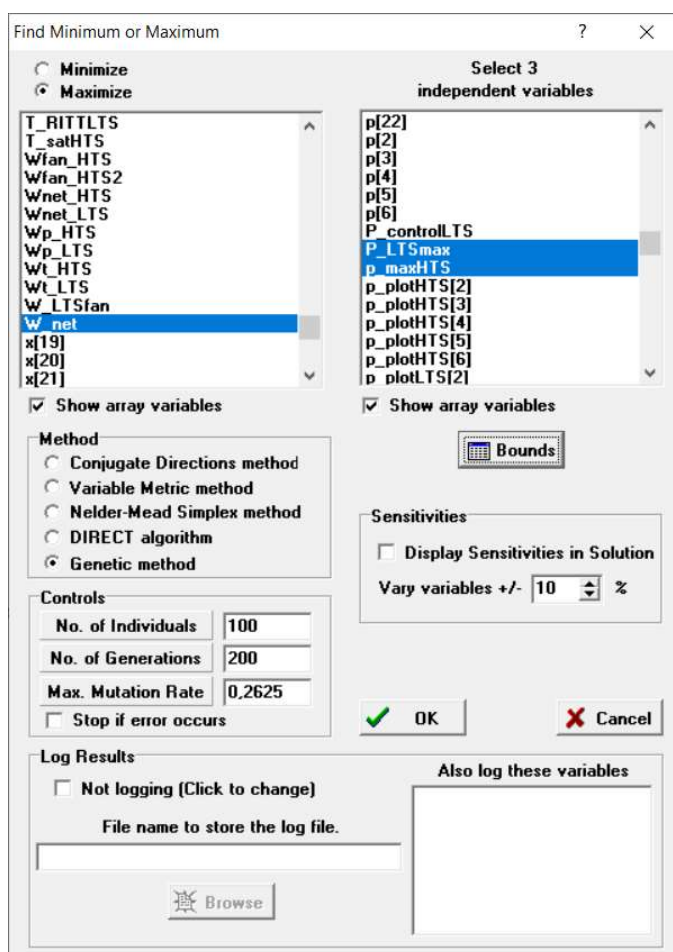 Find Minimum or Maximum ? ×
Minimize
Maximize
Select 3
independent variables
T_RITTLTS
T_satHTS
Wfan_HTS
Wfan_HTS2
Wnet_HTS
Wnet_LTS
Wp_HTS
Wp_LTS
Wt_HTS
Wt_LTS
W_LTSfan
W_net
x[19]
x[20]
x[21]
p[22]
p[2]
p[3]
p[4]
p[5]
p[6]
P_controlLTS
P_LTSmax
p_maxHTS
p_plotHTS[2]
p_plotHTS[3]
p_plotHTS[4]
p_plotHTS[5]
p_plotHTS[6]
p_plotLTS[2]
Show array variables
Show array variables
Method
Conjugate Directions method
Variable Metric method
Nelder-Mead Simplex method
DIRECT algorithm
Genetic method
Bounds
Sensitivities
Display Sensitivities in Solution
Vary variables +/- 10 %
Controls
No. of Individuals 100
No. of Generations 200
Max. Mutation Rate 0,2625
Stop if error occurs
OK
Cancel
Log Results
Not logging (Click to change)
File name to store the log file.
Browse
Also log these variables